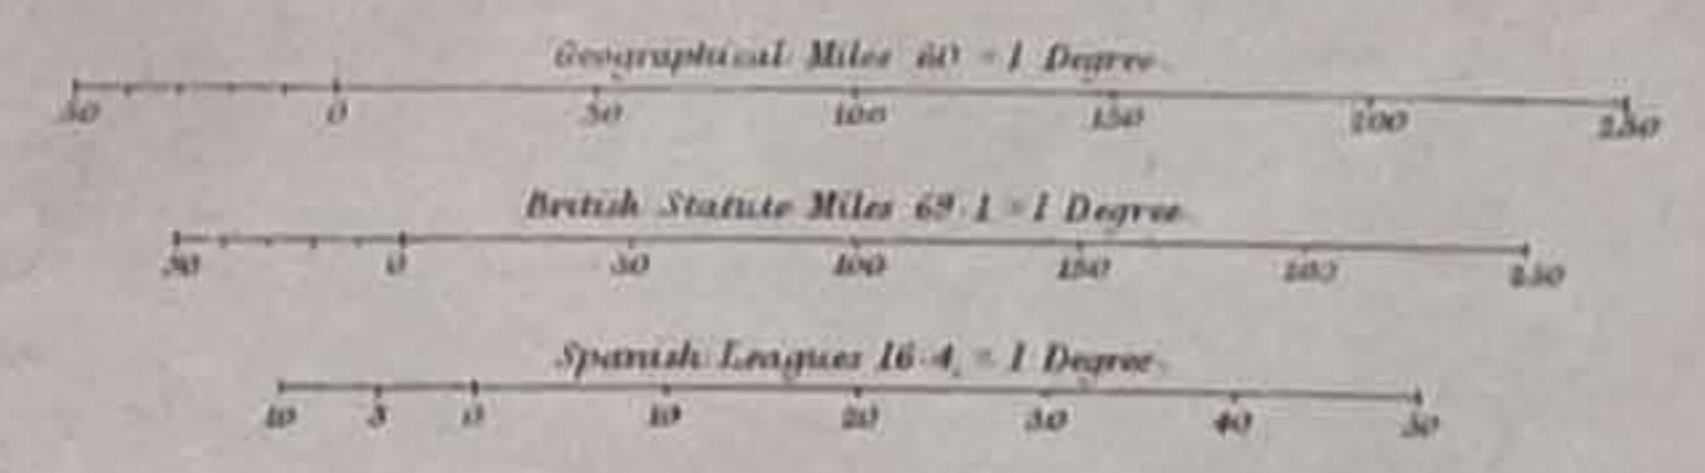 Geographical Miles 60 = 1 Degree.
50 0 50 100 150 200 250
British Statute Miles 69·1 = 1 Degree
50 0 50 100 150 200 250
Spanish Leagues 16·4, = 1 Degree.
10 5 0 10 20 30 40 50